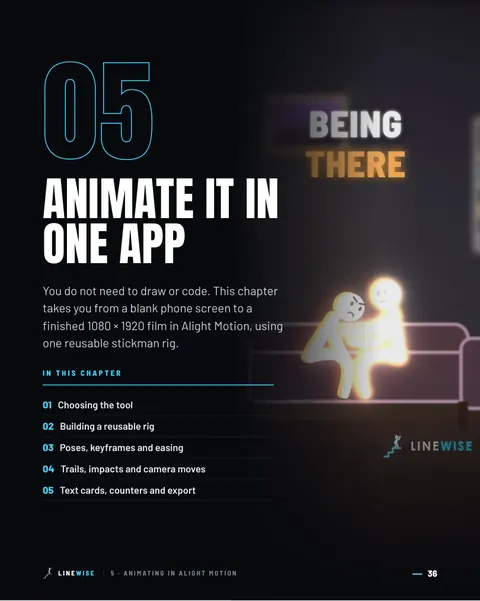 05
ANIMATE IT IN
ONE APP
You do not need to draw or code. This chapter
takes you from a blank phone screen to a
finished 1080 × 1920 film in Alight Motion, using
one reusable stickman rig.
IN THIS CHAPTER
01 Choosing the tool
02 Building a reusable rig
03 Poses, keyframes and easing
04 Trails, impacts and camera moves
05 Text cards, counters and export
BEING
THERE
LINEWISE
LINEWISE | 5 · ANIMATING IN ALIGHT MOTION
36